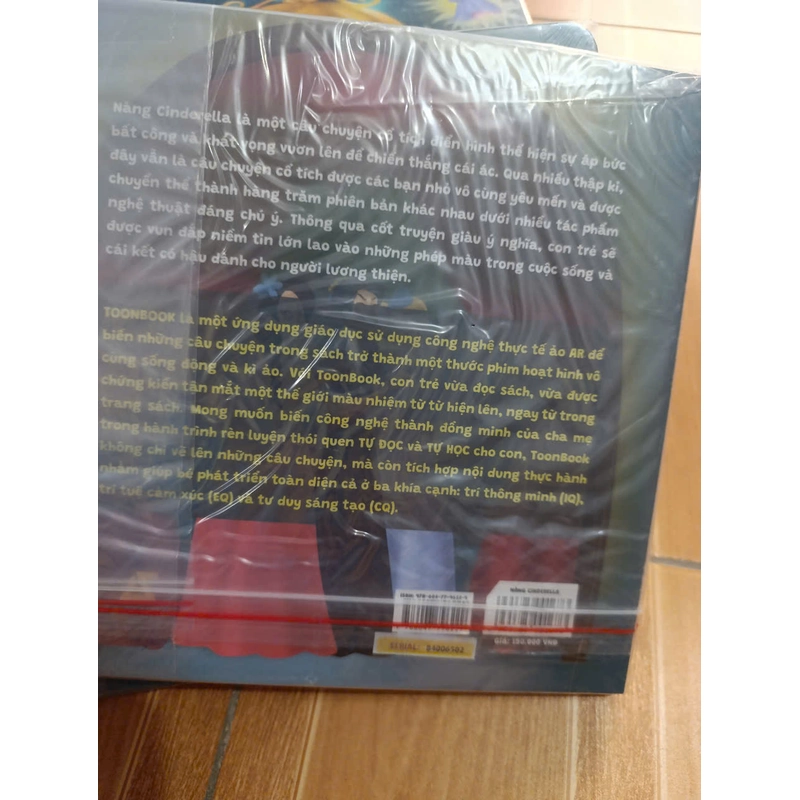 Nàng Cinderella là một câu chuyện cổ tích điển hình thể hiện sự áp bức
bất công và khát vọng vươn lên để chiến thắng cái ác. Qua nhiều thập kỉ,
đây vẫn là câu chuyện cổ tích được các bạn nhỏ vô cùng yêu mến và được
chuyển thể thành hàng trăm phiên bản khác nhau dưới nhiều tác phẩm
nghệ thuật đáng chú ý. Thông qua cốt truyện giàu ý nghĩa, con trẻ sẽ
được vun đắp niềm tin lớn lao vào những phép màu trong cuộc sống và
cái kết có hậu dành cho người lương thiện.
TOONBOOK là một ứng dụng giáo dục sử dụng công nghệ thực tế ảo AR để
biến những câu chuyện trong sách trở thành một thước phim hoạt hình vô
cùng sống động và kì ảo. Với ToonBook, con trẻ vừa đọc sách, vừa được
chứng kiến tận mắt một thế giới màu nhiệm từ từ hiện lên, ngay từ trong
trang sách. Mong muốn biến công nghệ thành đồng minh của cha mẹ
trong hành trình rèn luyện thói quen TỰ ĐỌC và TỰ HỌC cho con, ToonBook
không chỉ vẽ lên những câu chuyện, mà còn tích hợp nội dung thực hành
nhằm giúp bé phát triển toàn diện cả ở ba khía cạnh: trí thông minh (IQ),
trí tuệ cảm xúc (EQ) và tư duy sáng tạo (CQ).
NÀNG CINDERELLA
GIÁ: 150.000 VNĐ
SERIAL: